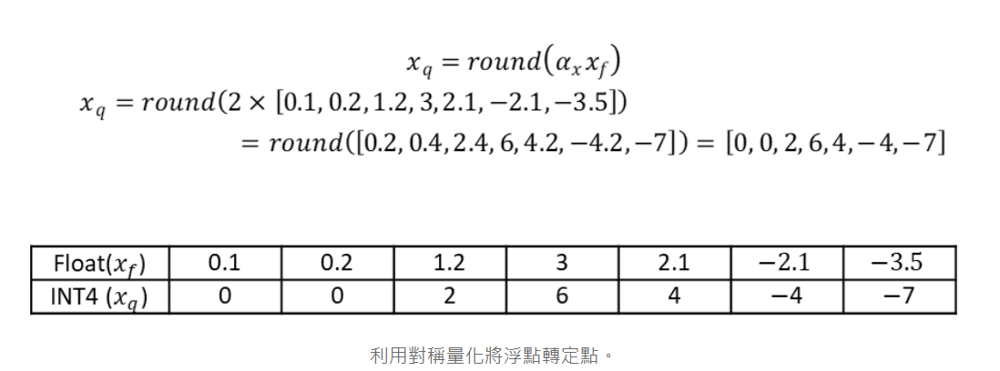 x_q = round(α_x x_f)
x_q = round(2 × [0.1, 0.2, 1.2, 3, 2.1, −2.1, −3.5])
= round([0.2, 0.4, 2.4, 6, 4.2, −4.2, −7]) = [0, 0, 2, 6, 4, −4, −7]
Float(x_f) 0.1 0.2 1.2 3 2.1 −2.1 −3.5
INT4 (x_q) 0 0 2 6 4 −4 −7
利用對稱量化將浮點轉定點。